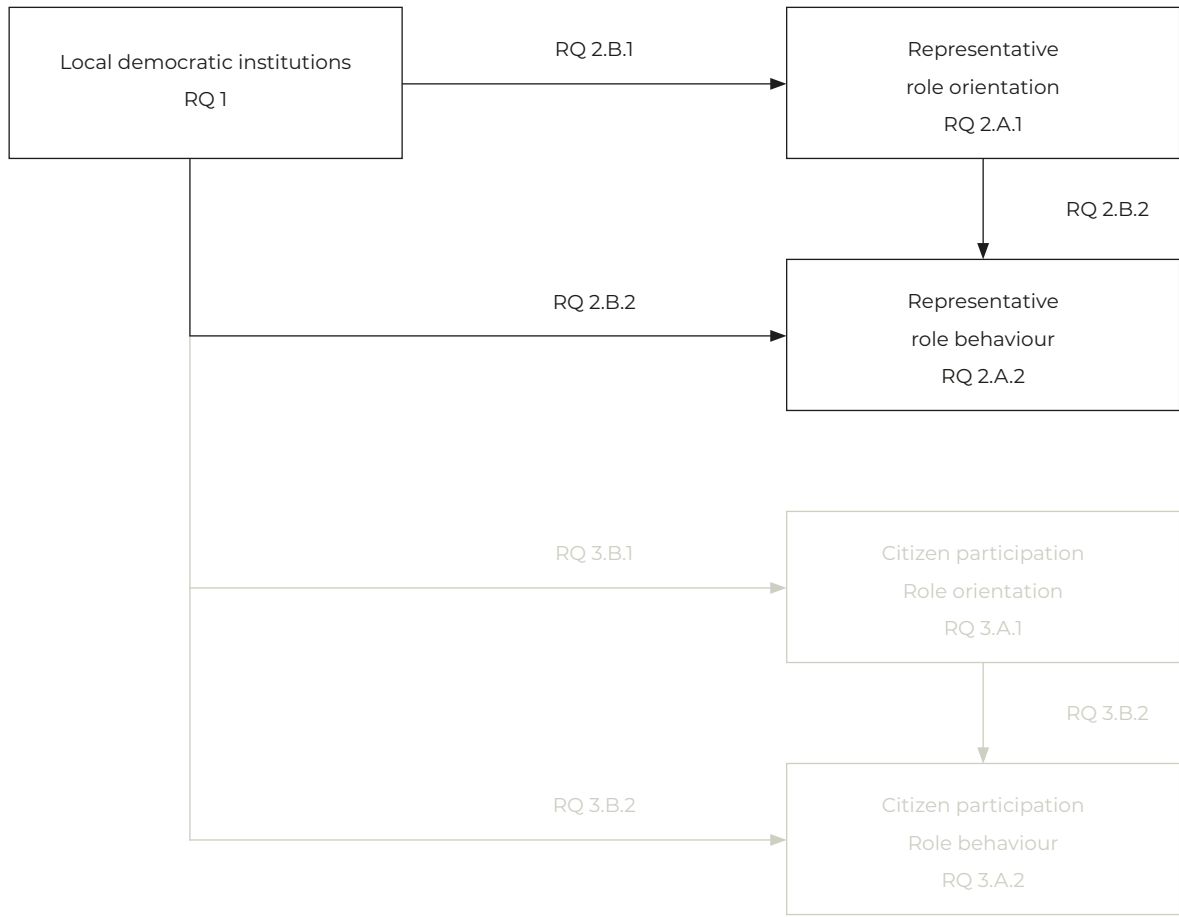 Local democratic institutions
RQ 1
RQ 2.B.1
Representative
role orientation
RQ 2.A.1
RQ 2.B.2
RQ 2.B.2
Representative
role behaviour
RQ 2.A.2
RQ 3.B.1
Citizen participation
Role orientation
RQ 3.A.1
RQ 3.B.2
RQ 3.B.2
Citizen participation
Role behaviour
RQ 3.A.2